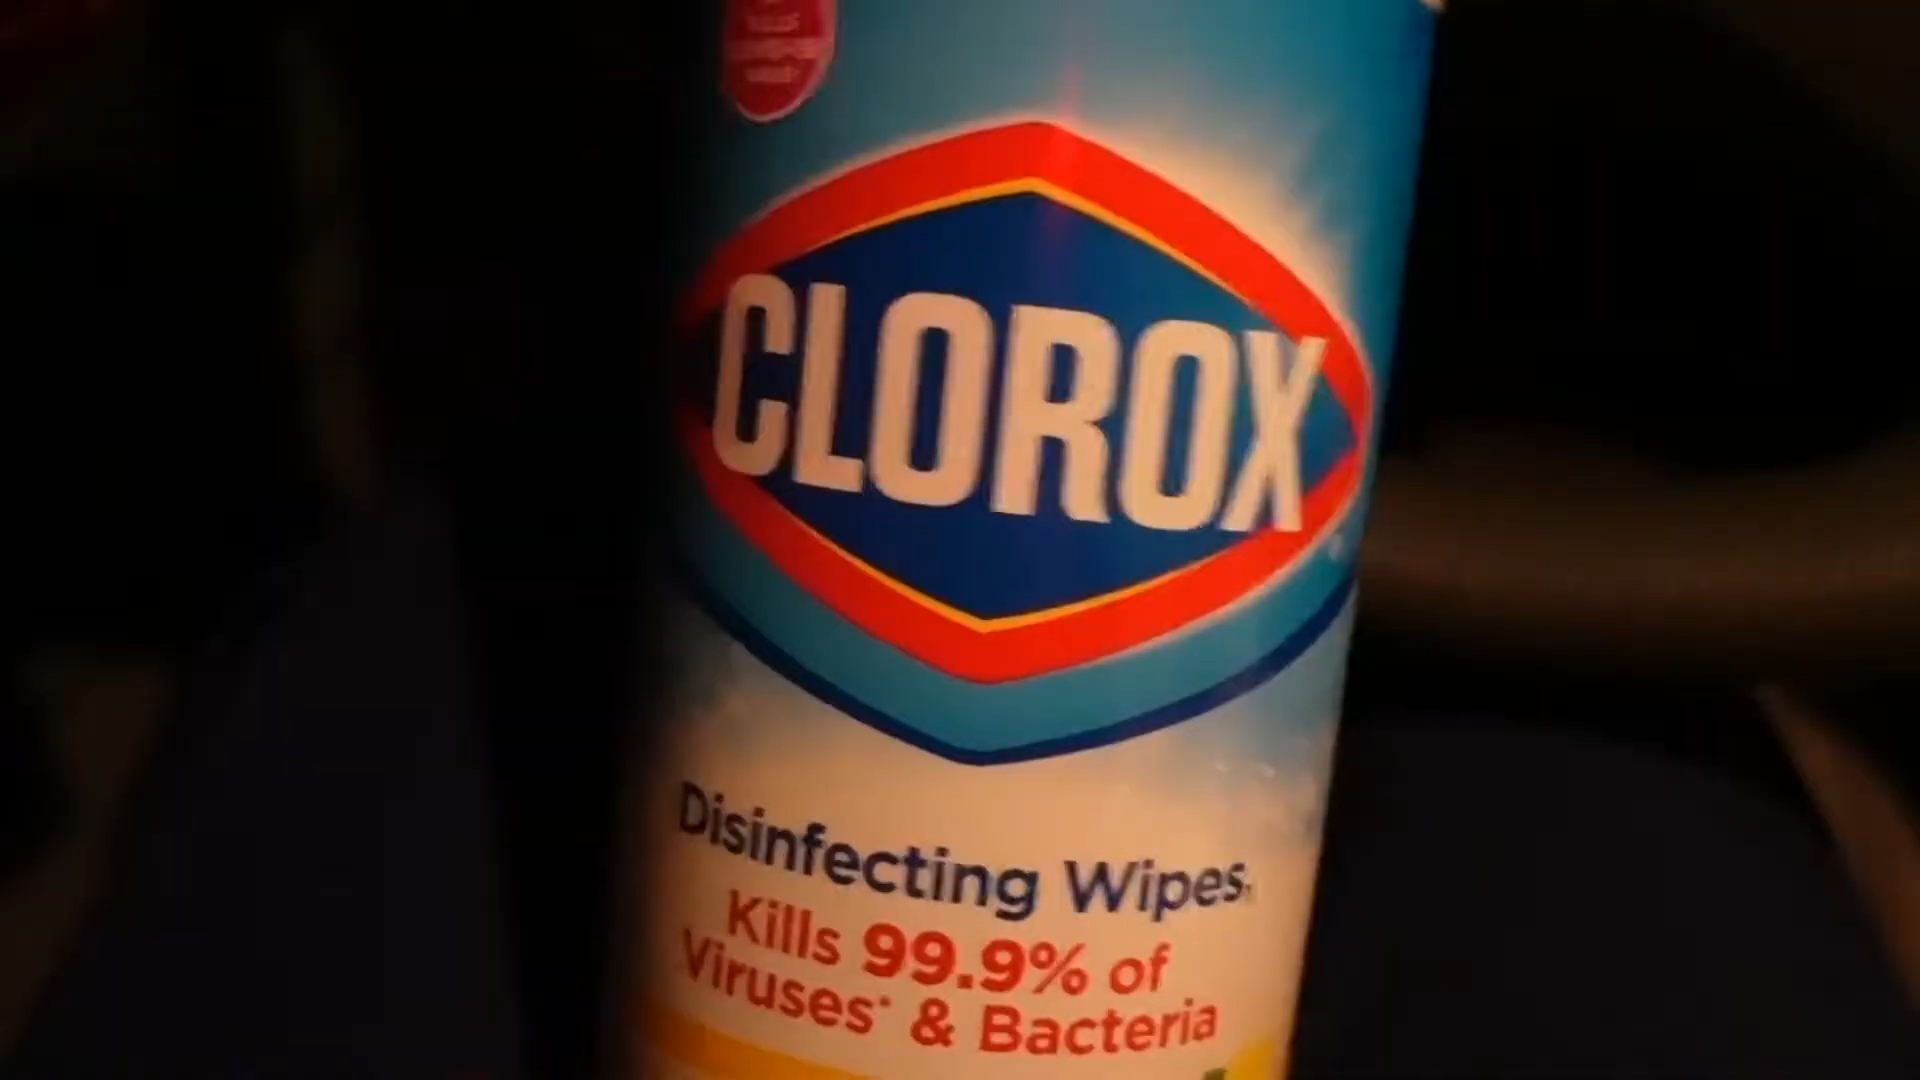 CLOROX
Disinfecting Wipes
Kills 99.9% of
Viruses* & Bacteria